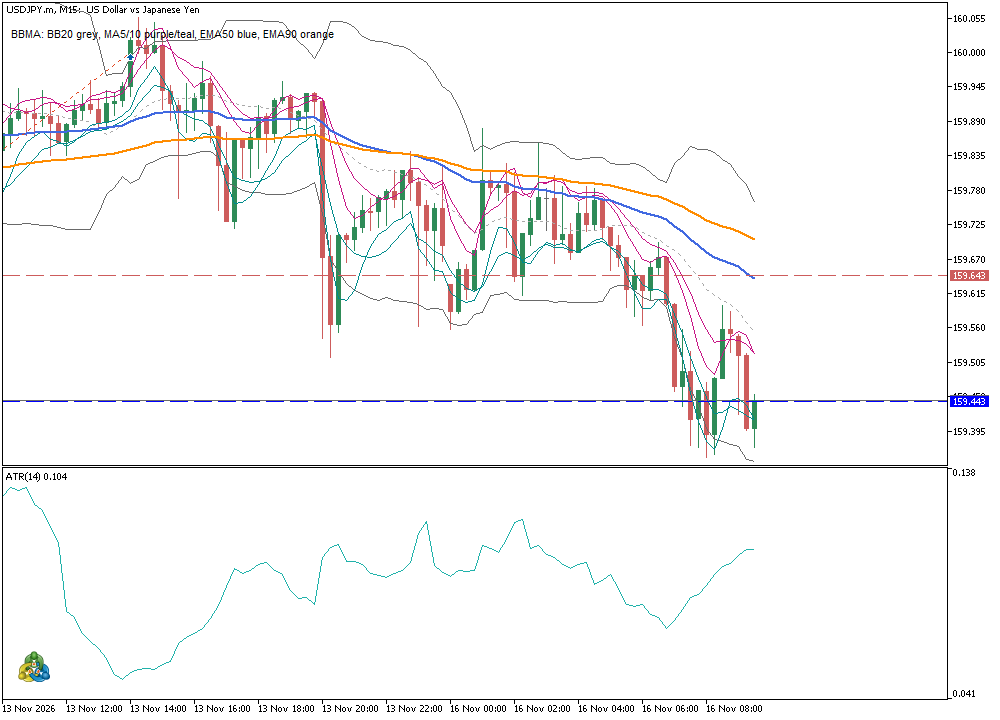 USDJPY.m, M15: US Dollar vs Japanese Yen
BBMA: BB20 grey, MA5/10 purple/teal, EMA50 blue, EMA90 orange
160.055
160.000
159.945
159.890
159.835
159.780
159.725
159.670
159.643
159.615
159.560
159.505
159.443
159.395
ATR(14) 0.104
0.138
0.041
13 Nov 2026
13 Nov 12:00
13 Nov 14:00
13 Nov 16:00
13 Nov 18:00
13 Nov 20:00
13 Nov 22:00
16 Nov 00:00
16 Nov 02:00
16 Nov 04:00
16 Nov 06:00
16 Nov 08:00